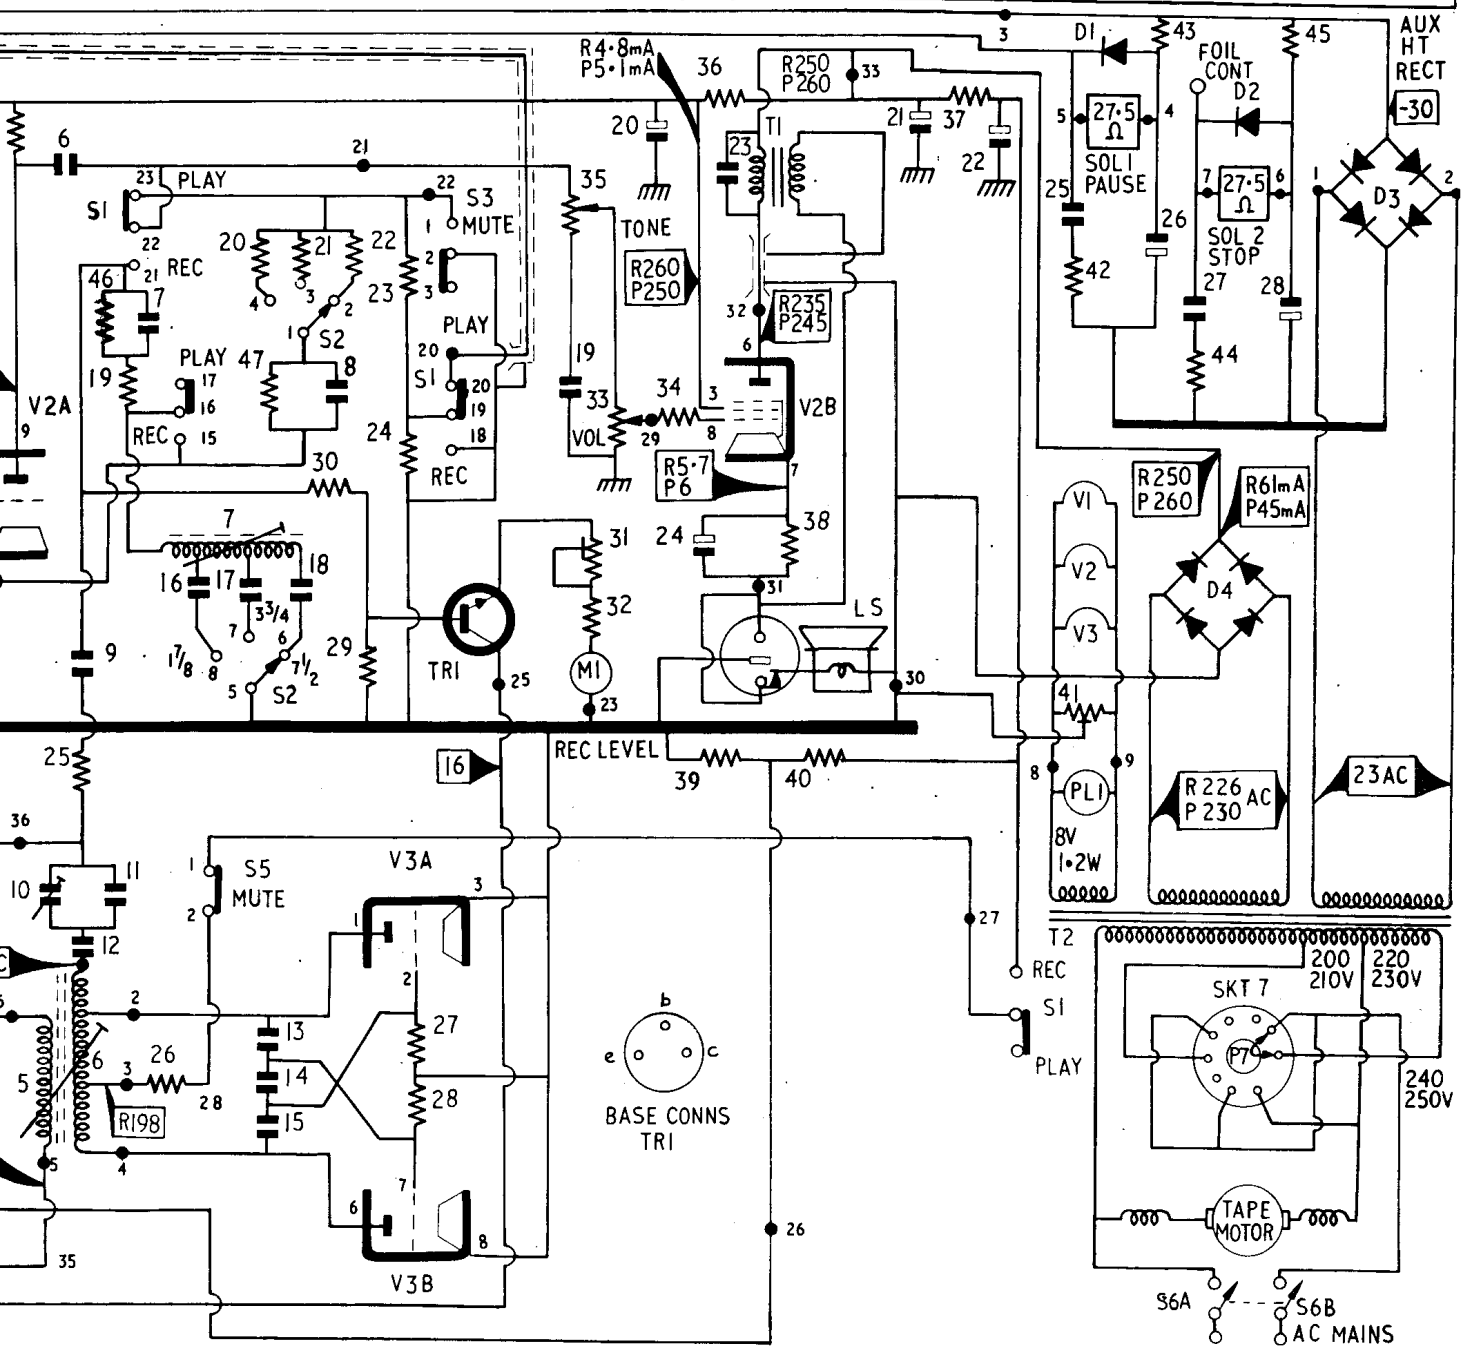 3
D1
43
45
AUX
HT
RECT
R4·8mA
P5·1mA
36
R250
P260
33
FOIL
CONT
D2
-30
6
21
20
21
37
T1
23
22
5
27·5
Ω
4
SOL 1
PAUSE
7
27·5
Ω
6
SOL 2
STOP
1
D3
2
23
PLAY
S1
22
21
REC
22
S3
MUTE
1
2
3
35
TONE
25
26
42
27
28
44
20
21
22
23
4
3
2
1
S2
46
7
R260
P250
32
R235
P245
6
PLAY
20
S1
20
19
18
REC
19
33
34
3
8
29
VOL
V2B
7
19
PLAY
17
16
REC
15
47
8
24
V2A
9
30
R5·7
P6
R250
P260
R61mA
P45mA
V1
V2
V3
D4
7
16
17
18
3¾
7
6
1⅞
8
7½
5
S2
29
TR1
25
31
32
M1
23
24
38
31
LS
30
9
41
25
16
REC LEVEL
39
40
8
9
PL1
8V
1·2W
R226
P230
AC
23AC
36
10
11
12
C
1
S5
MUTE
2
V3A
3
1
2
27
T2
REC
S1
PLAY
200
210V
220
230V
SKT 7
P7
240
250V
2
13
14
15
27
28
5
6
3
26
28
R198
4
5
b
e
c
BASE CONNS
TR1
7
6
8
V3B
35
26
TAPE
MOTOR
S6A
S6B
AC MAINS